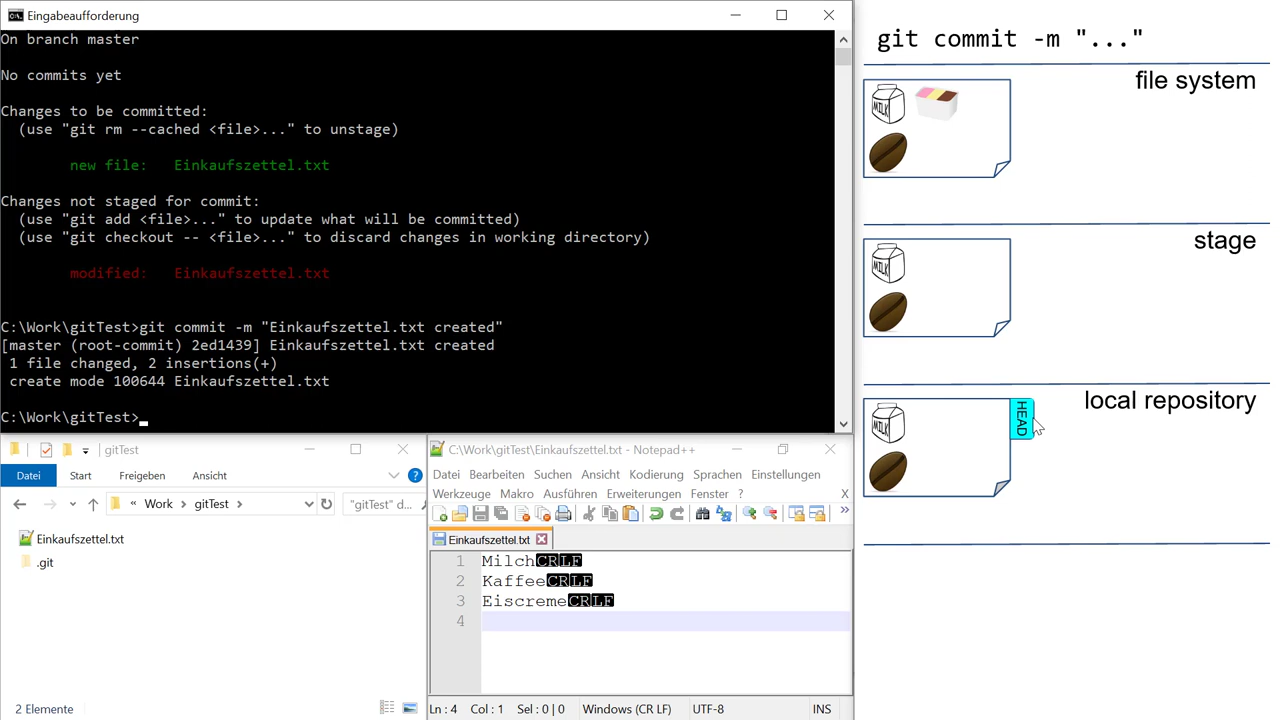 Eingabeaufforderung
On branch master
No commits yet
Changes to be committed:
(use "git rm --cached <file>..." to unstage)
new file:   Einkaufszettel.txt
Changes not staged for commit:
(use "git add <file>..." to update what will be committed)
(use "git checkout -- <file>..." to discard changes in working directory)
modified:   Einkaufszettel.txt
C:\Work\gitTest>git commit -m "Einkaufszettel.txt created"
[master (root-commit) 2ed1439] Einkaufszettel.txt created
1 file changed, 2 insertions(+)
create mode 100644 Einkaufszettel.txt
C:\Work\gitTest>
gitTest
Datei Start Freigeben Ansicht
« Work > gitTest > "gitTest" d...
Einkaufszettel.txt
.git
2 Elemente
C:\Work\gitTest\Einkaufszettel.txt - Notepad++
Datei Bearbeiten Suchen Ansicht Kodierung Sprachen Einstellungen
Werkzeuge Makro Ausführen Erweiterungen Fenster ? X
Einkaufszettel.txt
1 MilchCRLF
2 KaffeeCRLF
3 EiscremeCRLF
4
Ln : 4 Col : 1 Sel : 0 | 0 Windows (CR LF) UTF-8 INS
git commit -m "..."
file system
MILK
stage
MILK
local repository
MILK
HEAD